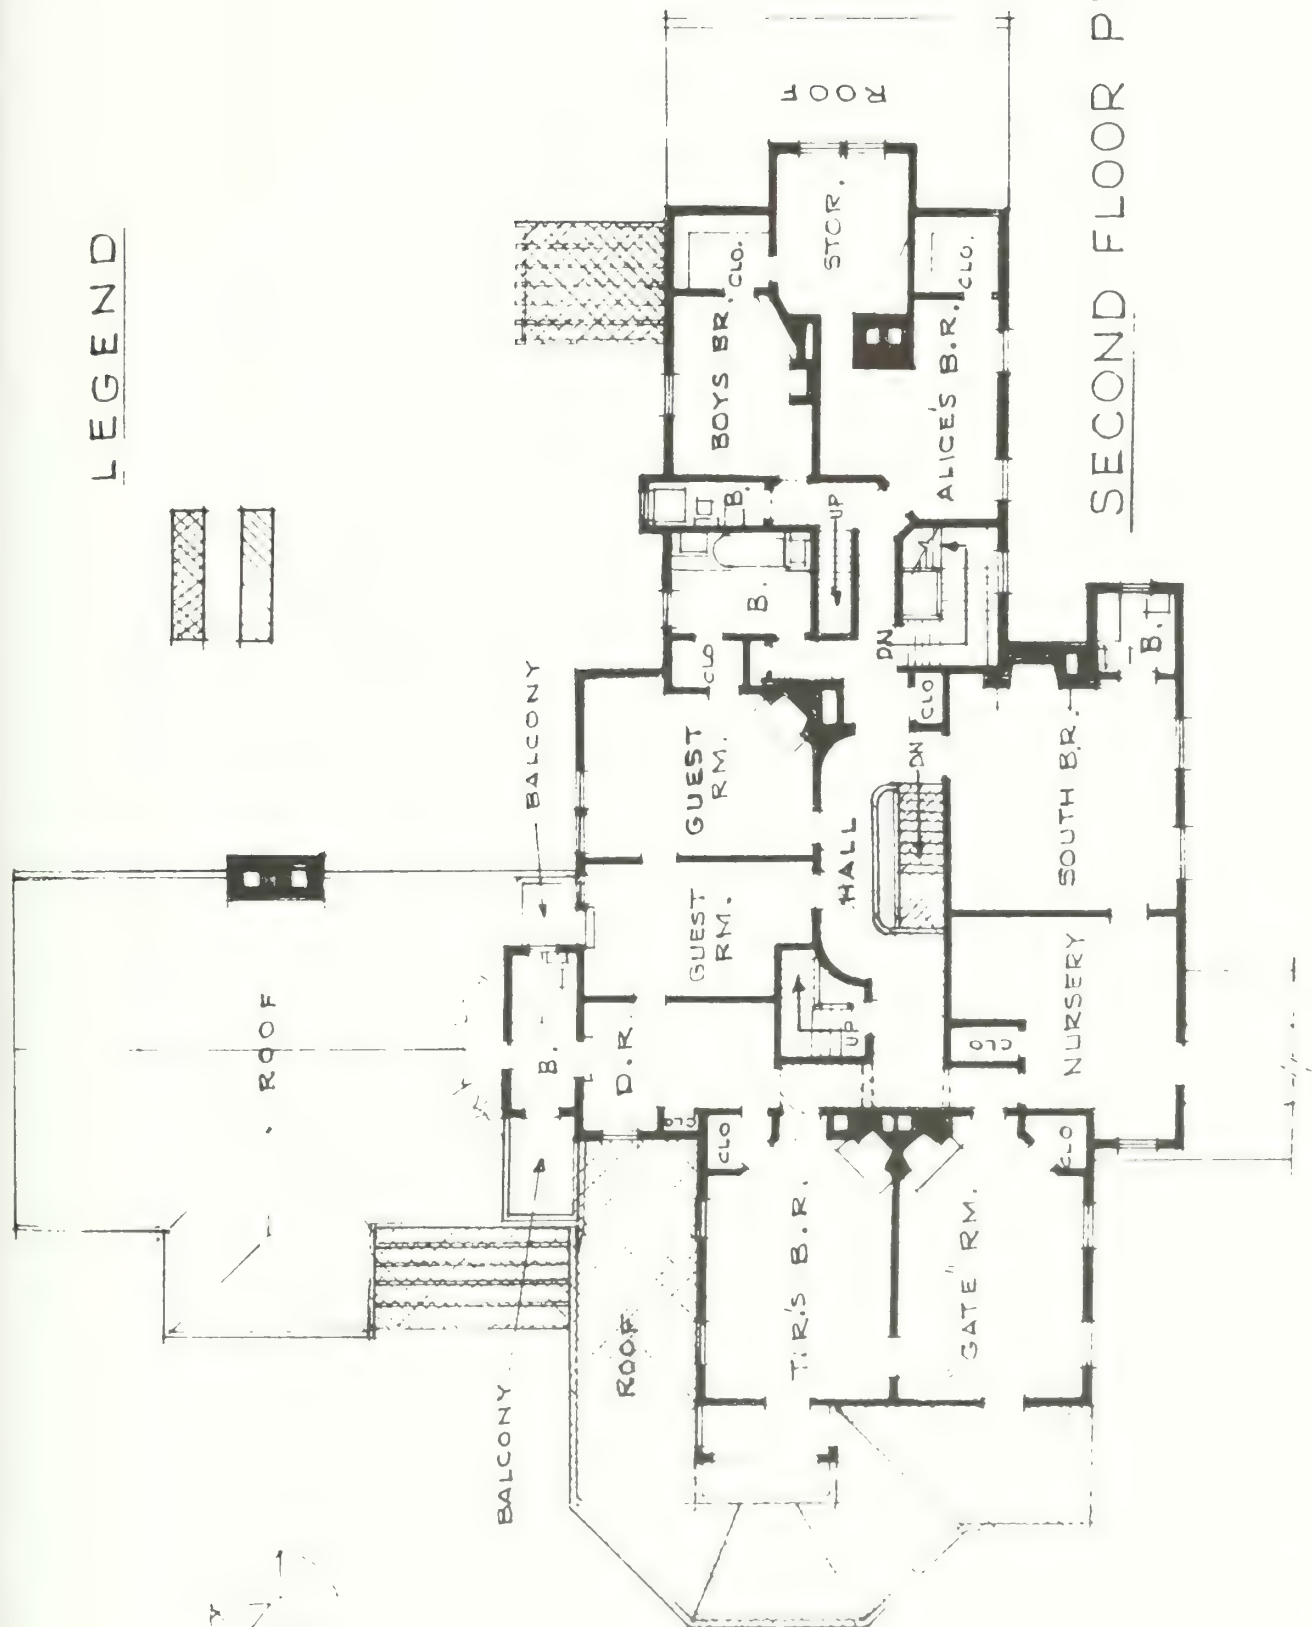 LEGEND
ROOF
BALCONY
BALCONY
ROOF
STOR.
CLO.
CLO.
BOYS BR.
ALICE'S B.R.
B.
UP
B.
CLO
DN
CLO
DN
GUEST
RM.
GUEST
RM.
HALL
SOUTH B.R.
B.
NURSERY
CLO
UP
D.R.
B.
CLO
CLO
CLO
T.R.'S B.R.
"GATE" RM.
ROOF
SECOND FLOOR P